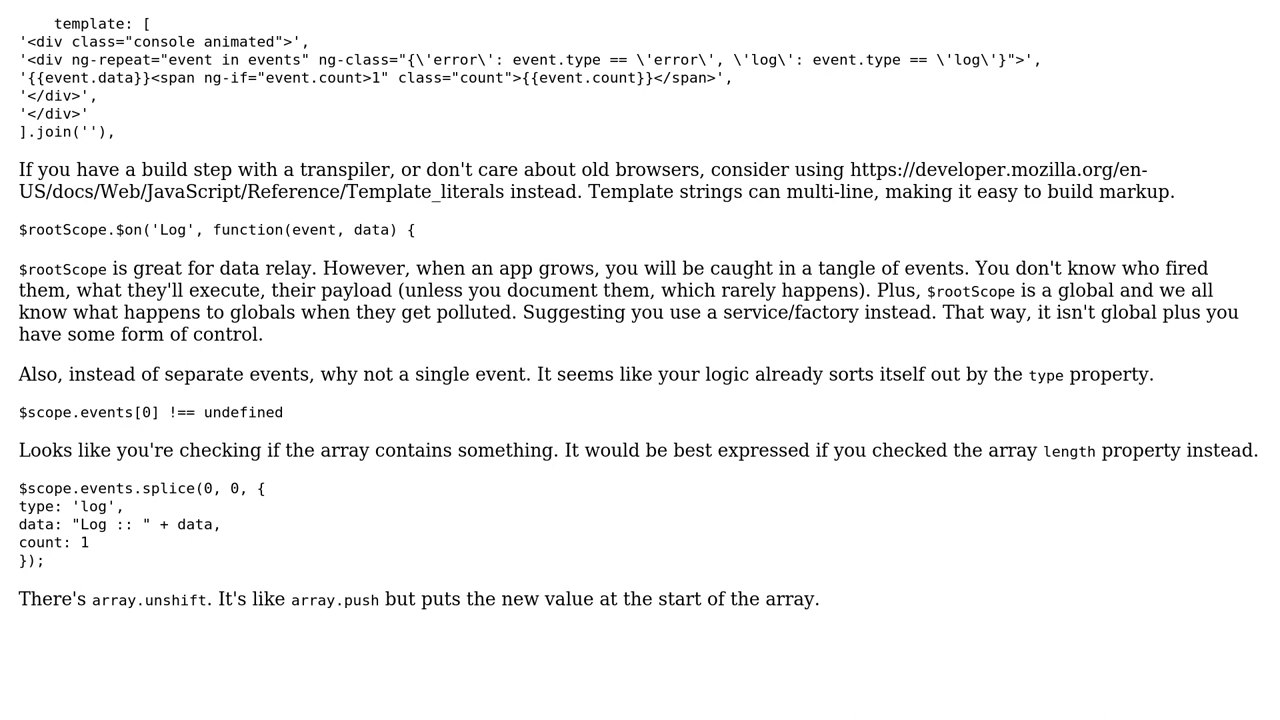 template: [
'<div class="console animated">',
'<div ng-repeat="event in events" ng-class="{\'error\': event.type == \'error\', \'log\': event.type == \'log\'}">',
'{{event.data}}<span ng-if="event.count>1" class="count">{{event.count}}</span>',
'</div>',
'</div>'
].join(''),
If you have a build step with a transpiler, or don't care about old browsers, consider using https://developer.mozilla.org/en-
US/docs/Web/JavaScript/Reference/Template_literals instead. Template strings can multi-line, making it easy to build markup.
$rootScope.$on('Log', function(event, data) {
$rootScope is great for data relay. However, when an app grows, you will be caught in a tangle of events. You don't know who fired
them, what they'll execute, their payload (unless you document them, which rarely happens). Plus, $rootScope is a global and we all
know what happens to globals when they get polluted. Suggesting you use a service/factory instead. That way, it isn't global plus you
have some form of control.
Also, instead of separate events, why not a single event. It seems like your logic already sorts itself out by the type property.
$scope.events[0] !== undefined
Looks like you're checking if the array contains something. It would be best expressed if you checked the array length property instead.
$scope.events.splice(0, 0, {
type: 'log',
data: "Log :: " + data,
count: 1
});
There's array.unshift. It's like array.push but puts the new value at the start of the array.